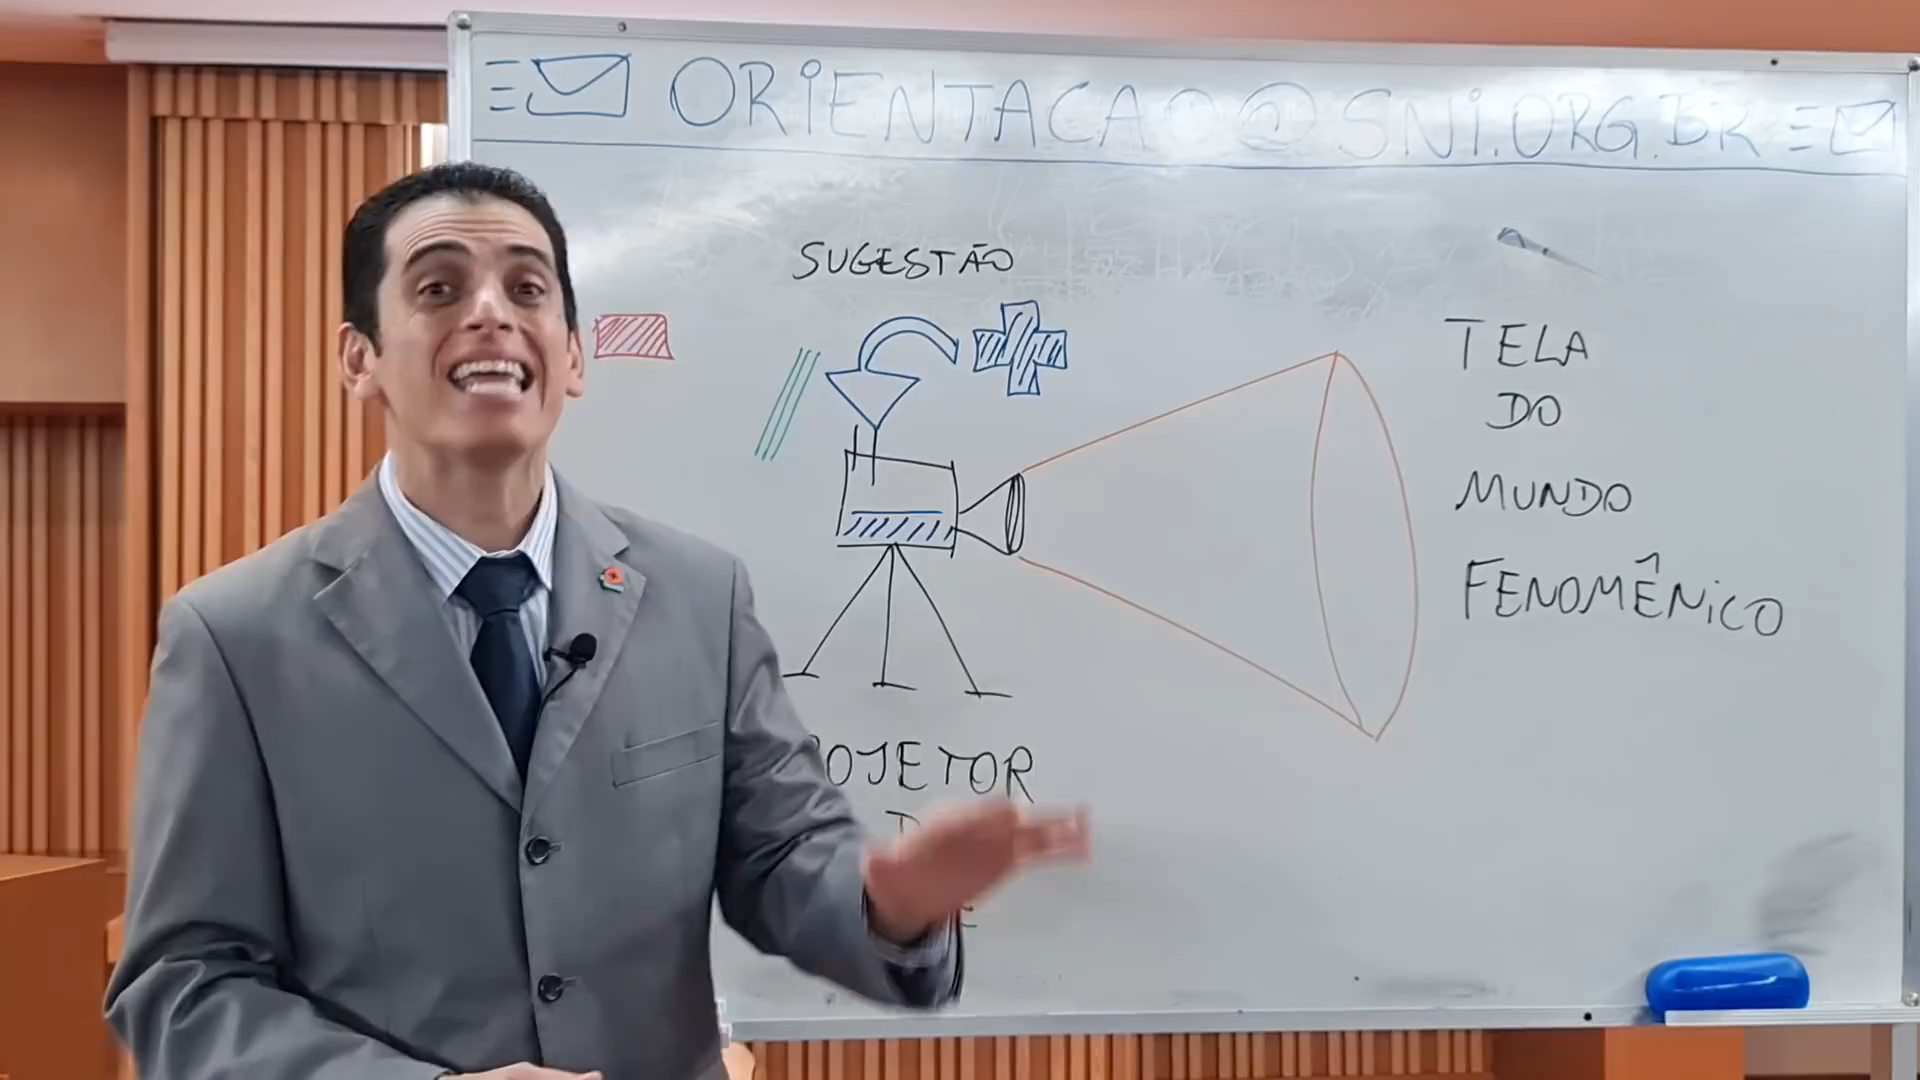 ORIENTACAO@SNI.ORG.BR
SUGESTÃO
TELA
DO
MUNDO
FENOMÊNICO
OJETOR
D
E